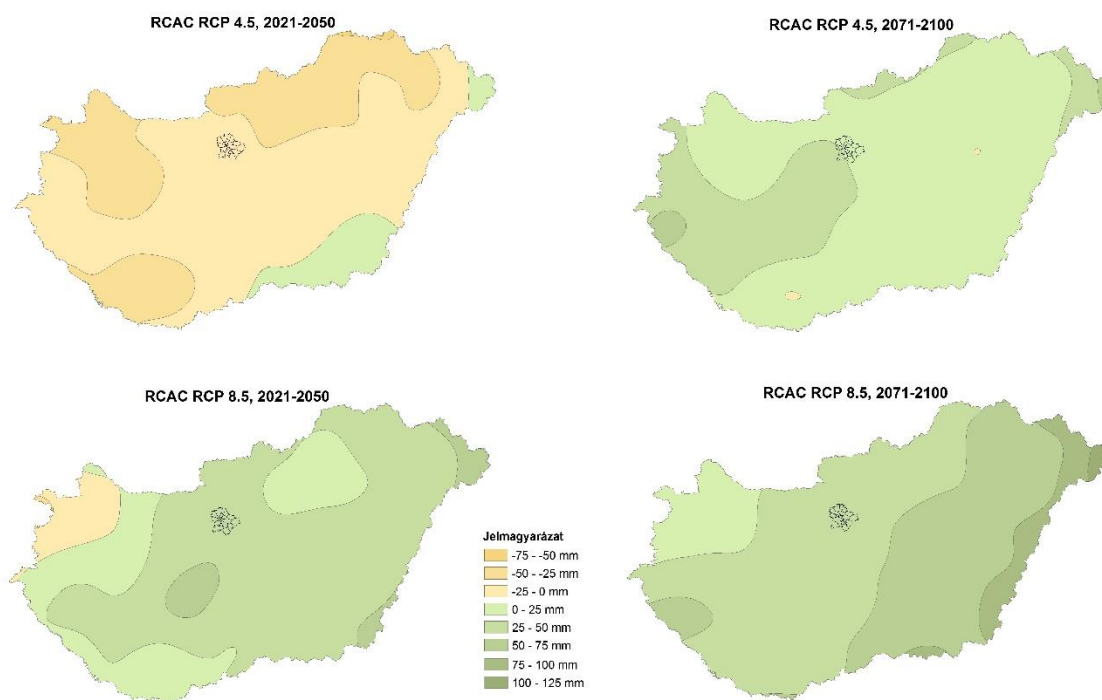 RCAC RCP 4.5, 2021-2050
RCAC RCP 4.5, 2071-2100
RCAC RCP 8.5, 2021-2050
RCAC RCP 8.5, 2071-2100
Jelmagyarázat
-75 - -50 mm
-50 - -25 mm
-25 - 0 mm
0 - 25 mm
25 - 50 mm
50 - 75 mm
75 - 100 mm
100 - 125 mm